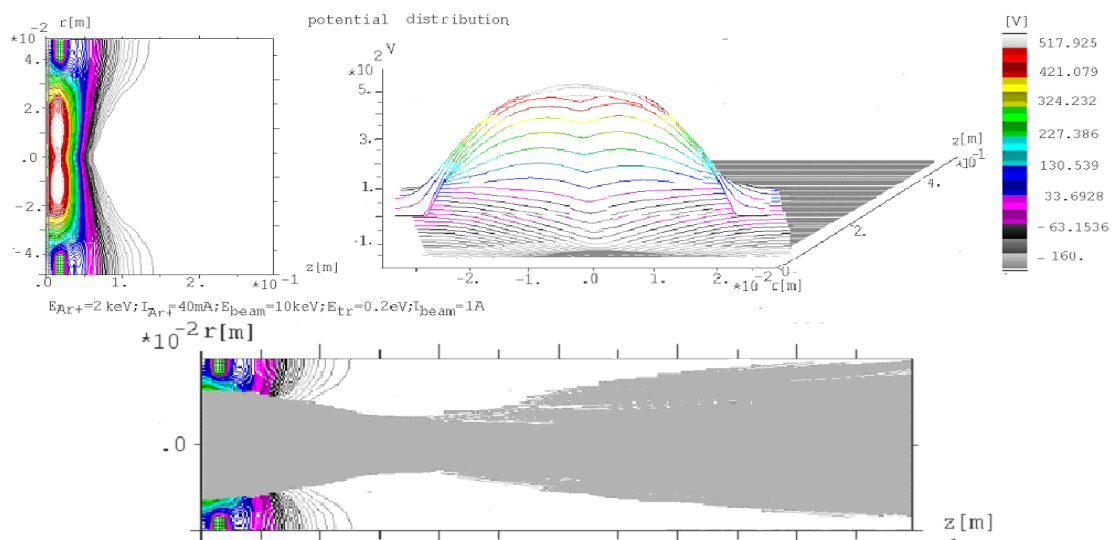 r[m]
potential distribution
[V]
*10⁻²
2
V
*10
4.
2.
.0
-2.
-4.
5.
3.
1.
-1.
z[m]
*10⁻¹
4.
2.
0
517.925
421.079
324.232
227.386
130.539
33.6928
-63.1536
-160.
z[m] .0 1. 2. *10⁻¹
-2. -1. .0 1. 2. *10⁻² r[m]
E_Ar+=2keV;I_Ar+=40mA;E_beam=10keV;E_tr=0.2eV;I_beam=1A
*10⁻² r[m]
.0
z[m]